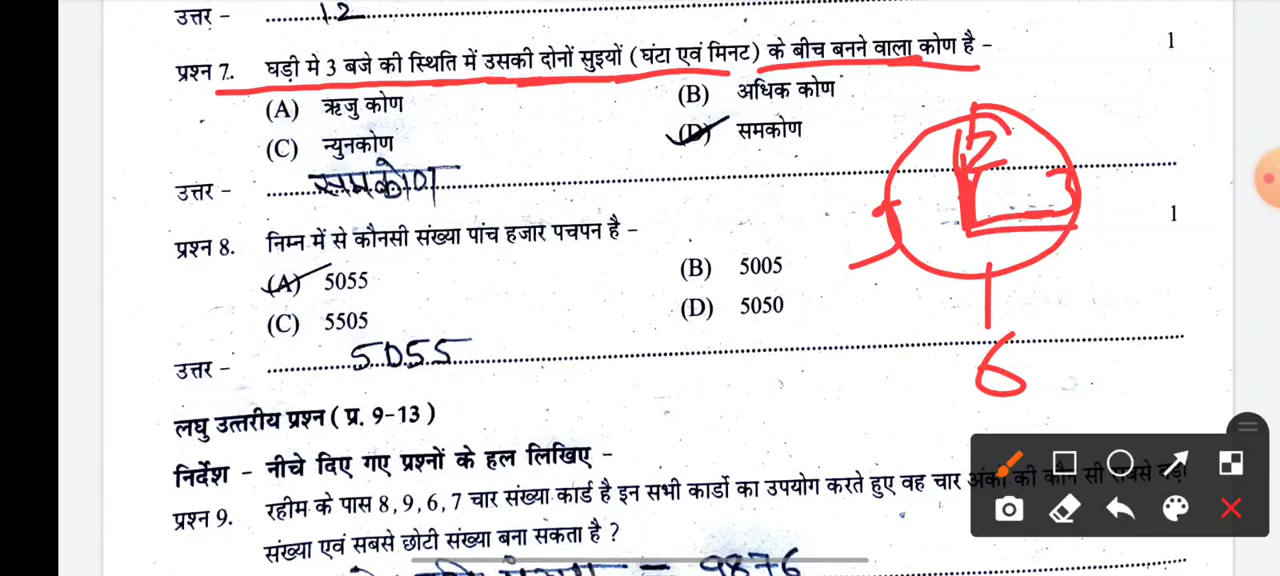 उत्तर - 12
प्रश्न 7. घड़ी मे 3 बजे की स्थिति में उसकी दोनों सुइयों (घंटा एवं मिनट) के बीच बनने वाला कोण है - 1
(A) ऋजु कोण (B) अधिक कोण
(C) न्युनकोण (D) समकोण
उत्तर - समकोण
प्रश्न 8. निम्न में से कौनसी संख्या पांच हजार पचपन है - 1
(A) 5055 (B) 5005
(C) 5505 (D) 5050
उत्तर - 5055
12
3
6
लघु उत्तरीय प्रश्न ( प्र. 9-13 )
निर्देश - नीचे दिए गए प्रश्नों के हल लिखिए -
प्रश्न 9. रहीम के पास 8, 9, 6, 7 चार संख्या कार्ड है इन सभी कार्डो का उपयोग करते हुए वह चार अंकों की कौन सी सबसे बड़ी
संख्या एवं सबसे छोटी संख्या बना सकता है ?
संख्या = 9876